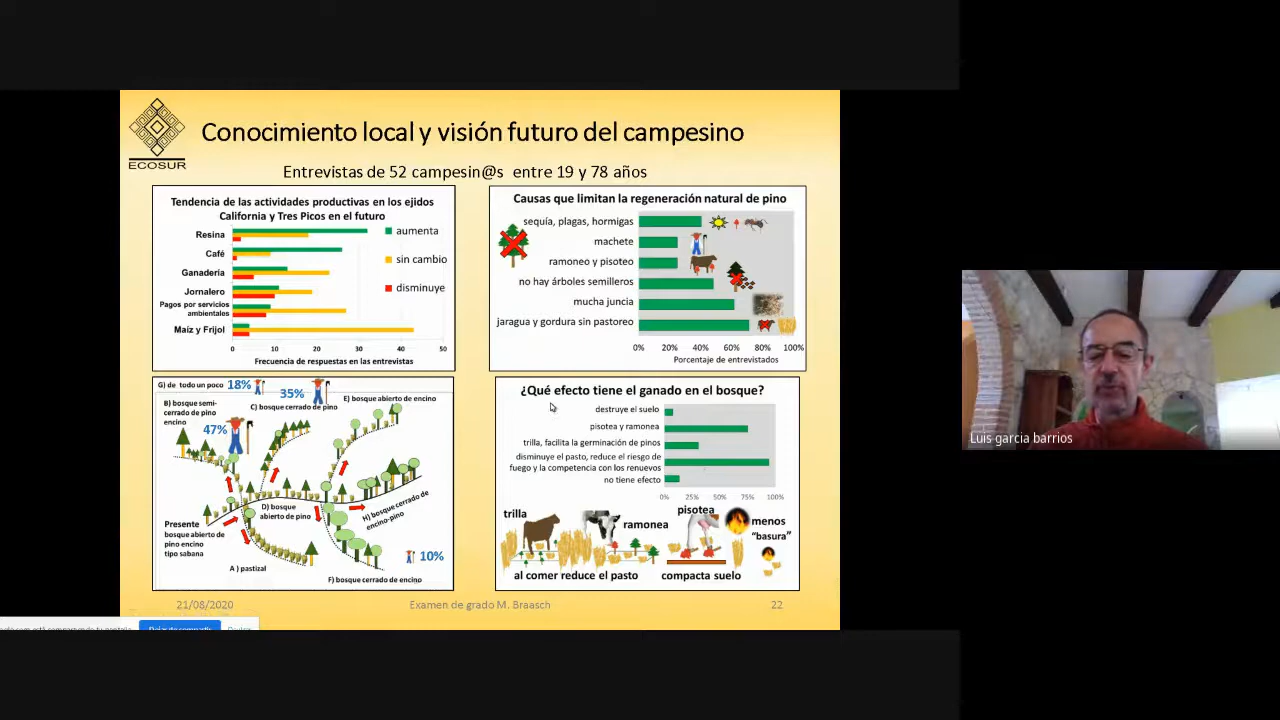 Conocimiento local y visión futuro del campesino
ECOSUR
Entrevistas de 52 campesin@s entre 19 y 78 años
Tendencia de las actividades productivas en los ejidos
California y Tres Picos en el futuro
Resina
Café
Ganadería
Jornalero
Pagos por servicios
ambientales
Maíz y Frijol
aumenta
sin cambio
disminuye
0 10 20 30 40 50
Frecuencia de respuestas en las entrevistas
Causas que limitan la regeneración natural de pino
sequía, plagas, hormigas
machete
ramoneo y pisoteo
no hay árboles semilleros
mucha juncia
jaragua y gordura sin pastoreo
0% 20% 40% 60% 80% 100%
Porcentaje de entrevistados
G) de todo un poco 18%
35%
B) bosque semi-
cerrado de pino
encino
47%
C) bosque cerrado de pino
E) bosque abierto de encino
D) bosque
abierto de pino
H) bosque cerrado de
encino-pino
Presente
bosque abierto de
pino encino
tipo sabana
A ) pastizal
10%
F) bosque cerrado de encino
¿Qué efecto tiene el ganado en el bosque?
destruye el suelo
pisotea y ramonea
trilla, facilita la germinación de pinos
disminuye el pasto, reduce el riesgo de
fuego y la competencia con los renuevos
no tiene efecto
0% 25% 50% 75% 100%
trilla
ramonea
pisotea
menos
"basura"
al comer reduce el pasto
compacta suelo
21/08/2020
Examen de grado M. Braasch
22
Luis garcia barrios